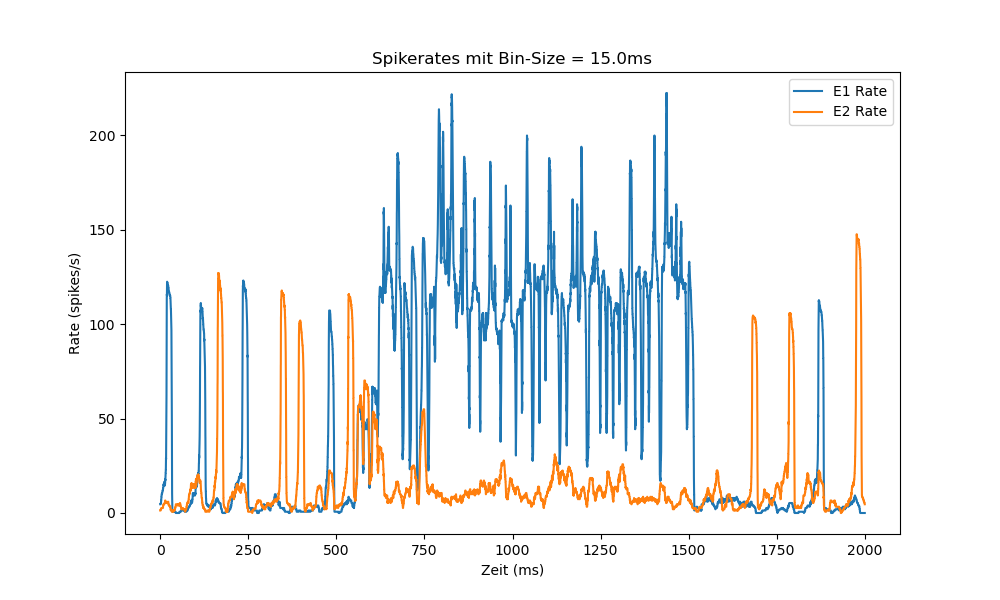 Spikerates mit Bin-Size = 15.0ms
E1 Rate
E2 Rate
Rate (spikes/s)
200
150
100
50
0
0 250 500 750 1000 1250 1500 1750 2000
Zeit (ms)